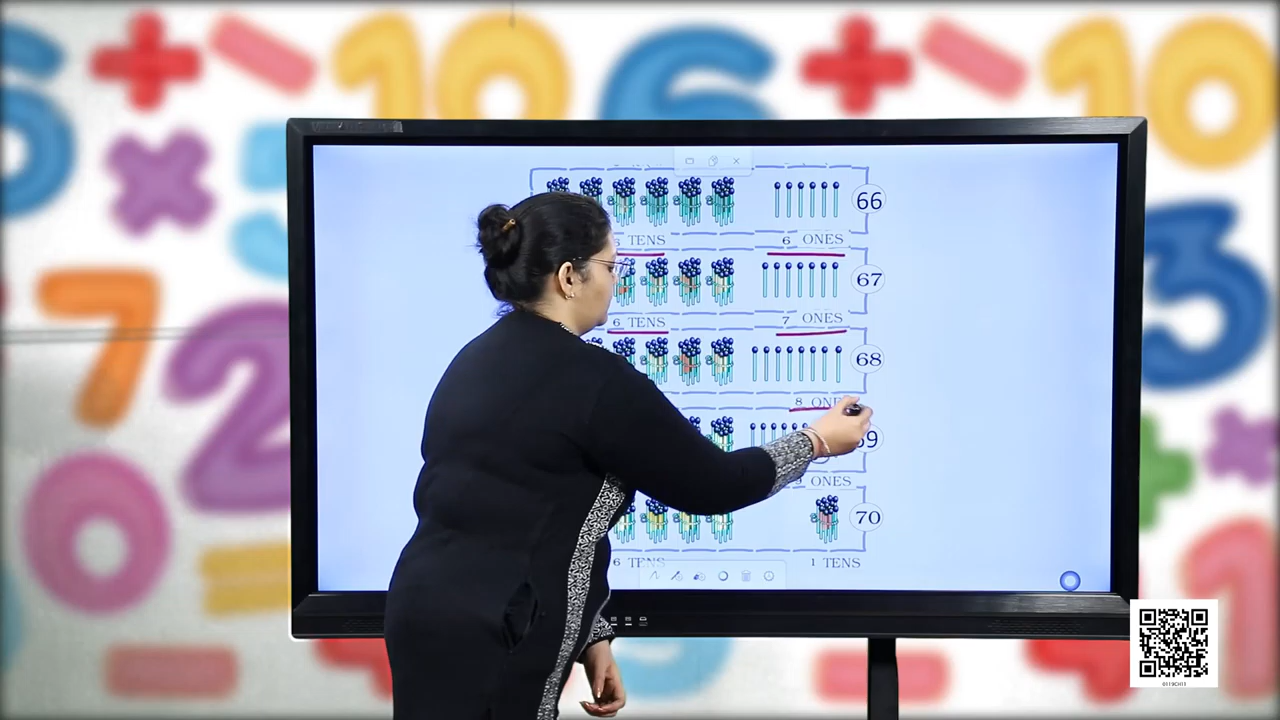 66
6 TENS 6 ONES
67
6 TENS 7 ONES
68
8
69
ONES
70
6 TENS 1 TENS
0119CH11